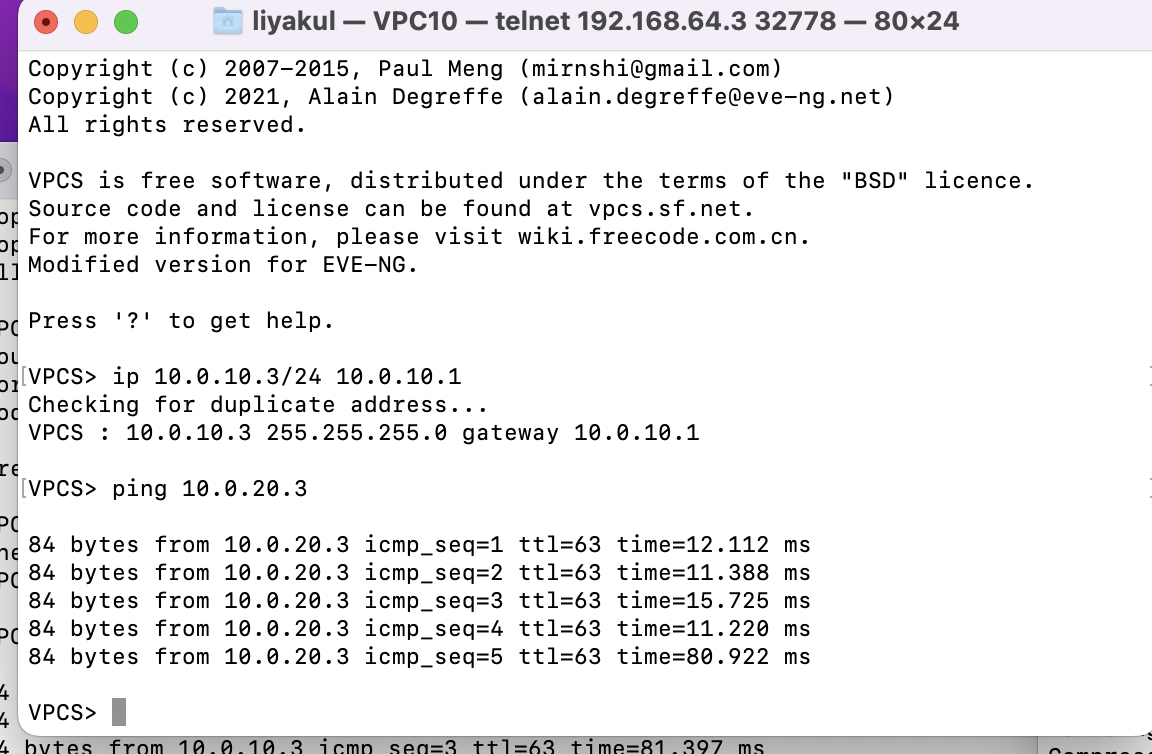 liyakul — VPC10 — telnet 192.168.64.3 32778 — 80×24
Copyright (c) 2007-2015, Paul Meng (mirnshi@gmail.com)
Copyright (c) 2021, Alain Degreffe (alain.degreffe@eve-ng.net)
All rights reserved.
VPCS is free software, distributed under the terms of the "BSD" licence.
Source code and license can be found at vpcs.sf.net.
For more information, please visit wiki.freecode.com.cn.
Modified version for EVE-NG.
Press '?' to get help.
[VPCS> ip 10.0.10.3/24 10.0.10.1 ]
Checking for duplicate address...
VPCS : 10.0.10.3 255.255.255.0 gateway 10.0.10.1
[VPCS> ping 10.0.20.3 ]
84 bytes from 10.0.20.3 icmp_seq=1 ttl=63 time=12.112 ms
84 bytes from 10.0.20.3 icmp_seq=2 ttl=63 time=11.388 ms
84 bytes from 10.0.20.3 icmp_seq=3 ttl=63 time=15.725 ms
84 bytes from 10.0.20.3 icmp_seq=4 ttl=63 time=11.220 ms
84 bytes from 10.0.20.3 icmp_seq=5 ttl=63 time=80.922 ms
VPCS>
4 bytes from 10.0.10.3 icmp_seq=3 ttl=63 time=81.397 ms